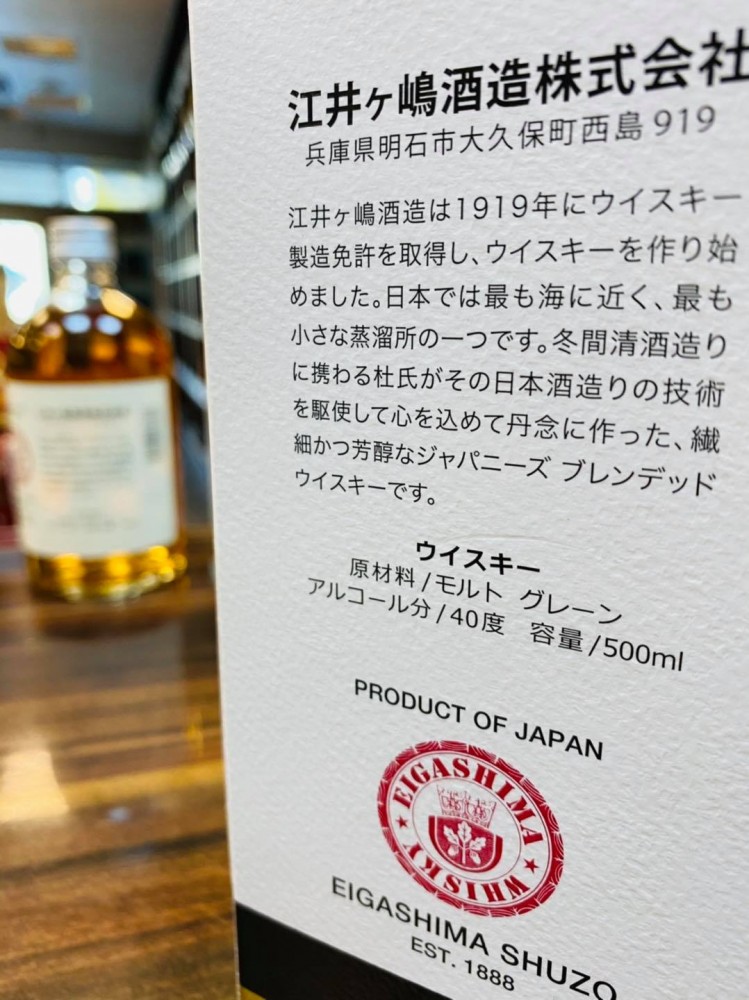 江井ヶ嶋酒造株式会社
兵庫県明石市大久保町西島 919
江井ヶ嶋酒造は1919年にウイスキー
製造免許を取得し、ウイスキーを作り始
めました。日本では最も海に近く、最も
小さな蒸溜所の一つです。冬間清酒造り
に携わる杜氏がその日本酒造りの技術
を駆使して心を込めて丹念に作った、繊
細かつ芳醇なジャパニーズ ブレンデッド
ウイスキーです。
ウイスキー
原材料/モルト グレーン
アルコール分/40度 容量/500ml
PRODUCT OF JAPAN
EIGASHIMA
WHISKY
EIGASHIMA SHUZO
EST. 1888